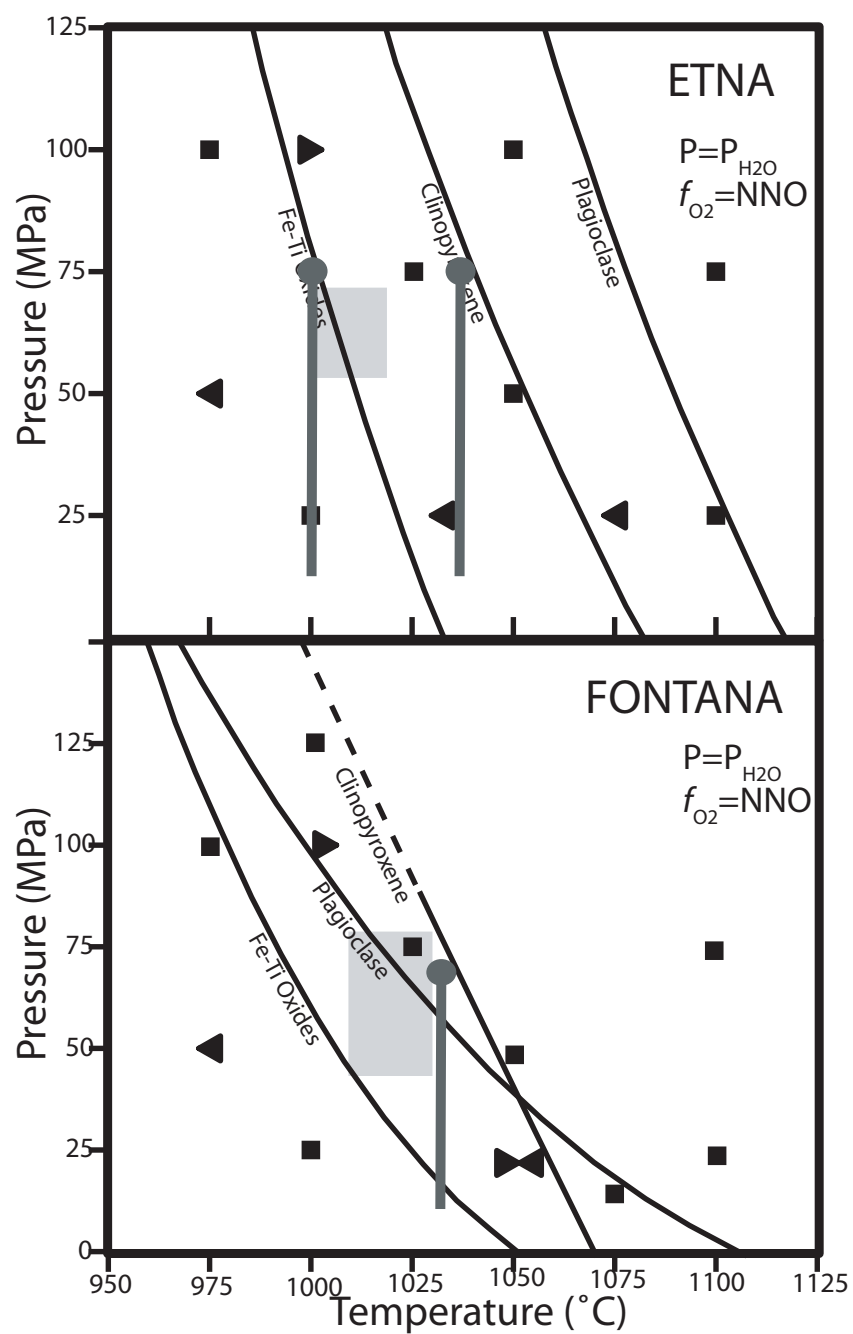 125
ETNA
P=PH2O
fO2=NNO
100
75
50
25
Pressure (MPa)
Fe-Ti Oxides
Clinopyroxene
Plagioclase
FONTANA
P=PH2O
fO2=NNO
125
100
75
50
25
0
Pressure (MPa)
Clinopyroxene
Plagioclase
Fe-Ti Oxides
950 975 1000 1025 1050 1075 1100 1125
Temperature (˚C)